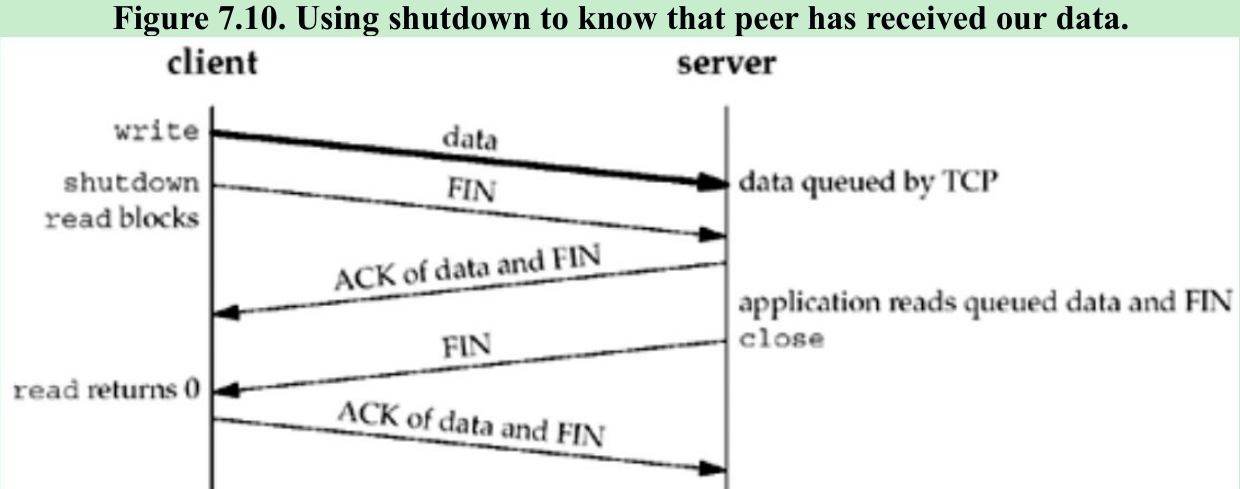 Figure 7.10. Using shutdown to know that peer has received our data.
client
server
write
data
data queued by TCP
shutdown
FIN
read blocks
ACK of data and FIN
application reads queued data and FIN
close
FIN
read returns 0
ACK of data and FIN